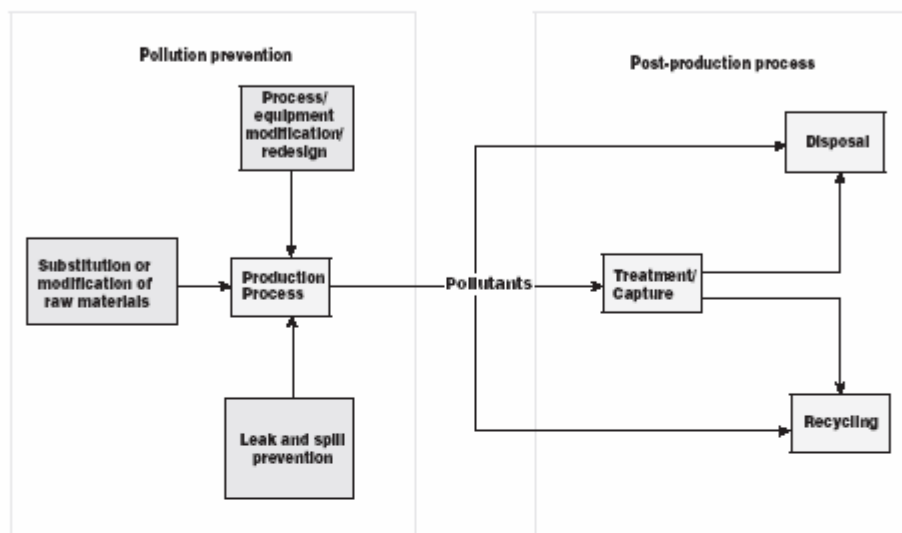 Pollution prevention
Post-production process
Process/
equipment
modification/
redesign
Disposal
Substitution or
modification of
raw materials
Production
Process
Pollutants
Treatment/
Capture
Leak and spill
prevention
Recycling